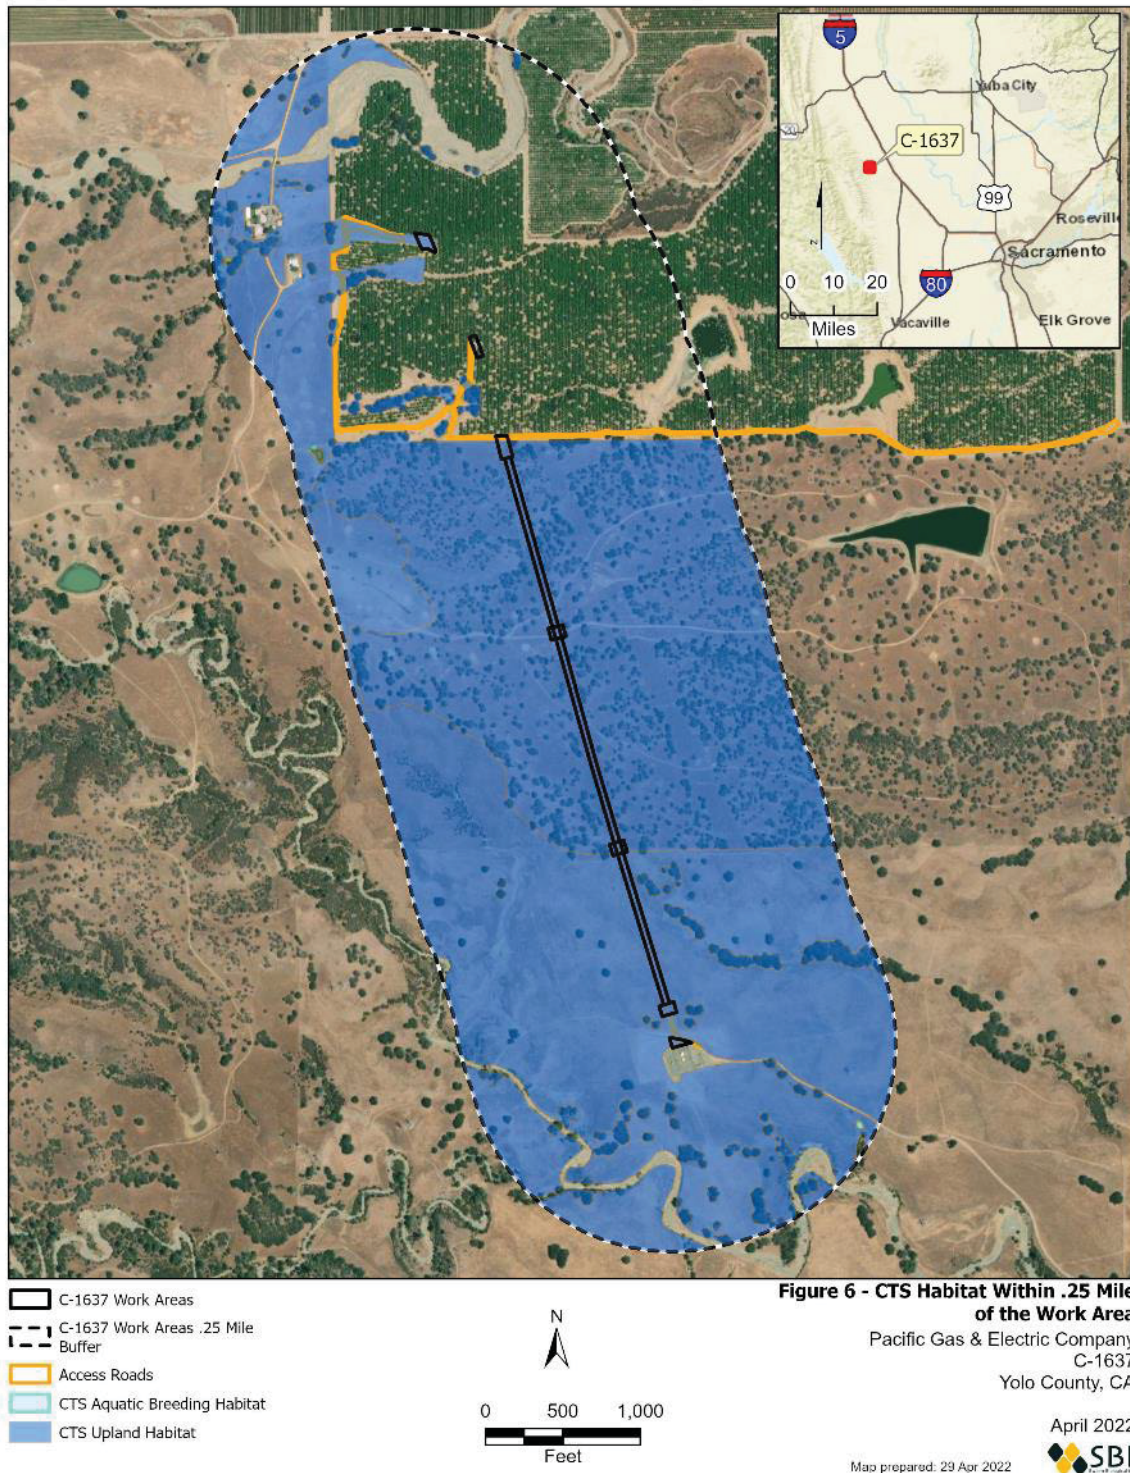 5
Yuba City
20
C-1637
99
Roseville
Sacramento
80
Vacaville
Elk Grove
N
0 10 20
Miles
C-1637 Work Areas
C-1637 Work Areas .25 Mile
Buffer
Access Roads
CTS Aquatic Breeding Habitat
CTS Upland Habitat
N
0 500 1,000
Feet
Figure 6 - CTS Habitat Within .25 Mile
of the Work Area
Pacific Gas & Electric Company
C-1637
Yolo County, CA
April 2022
Map prepared: 29 Apr 2022
SBI